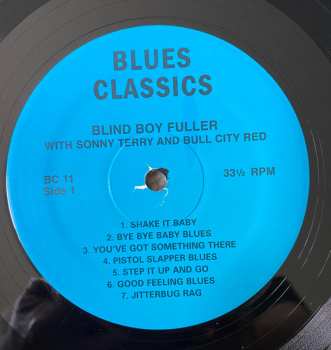 BLUES
CLASSICS
BLIND BOY FULLER
WITH SONNY TERRY AND BULL CITY RED
BC 11
Side 1
33⅓ RPM
1. SHAKE IT BABY
2. BYE BYE BABY BLUES
3. YOU'VE GOT SOMETHING THERE
4. PISTOL SLAPPER BLUES
5. STEP IT UP AND GO
6. GOOD FEELING BLUES
7. JITTERBUG RAG